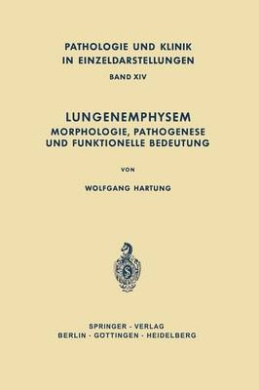 PATHOLOGIE UND KLINIK
IN EINZELDARSTELLUNGEN
BAND XIV
LUNGENEMPHYSEM
MORPHOLOGIE, PATHOGENESE
UND FUNKTIONELLE BEDEUTUNG
VON
WOLFGANG HARTUNG
SPRINGER - VERLAG
BERLIN - GÖTTINGEN - HEIDELBERG